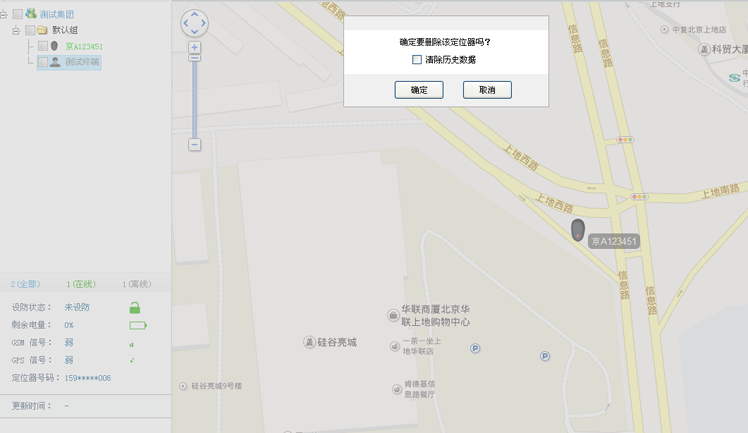 测试集团
默认组
京A123451
测试终端
2(全部) 1(在线) 1(离线)
设防状态： 未设防
剩余电量： 0%
GSM 信号： 弱
GPS 信号： 弱
定位器号码： 159*****006
更新时间： -
确定要删除该定位器吗？
清除历史数据
确定 取消
上地支行
中复北京上地店
科贸大厦
信息路
信息路
上地西路
上地西路
上地南路
京A123451
信息路
信息路
华联商厦北京华
联上地购物中心
硅谷亮城
一茶一坐上
地华联店
P
P
硅谷亮城9号楼
肯德基信
息路餐厅